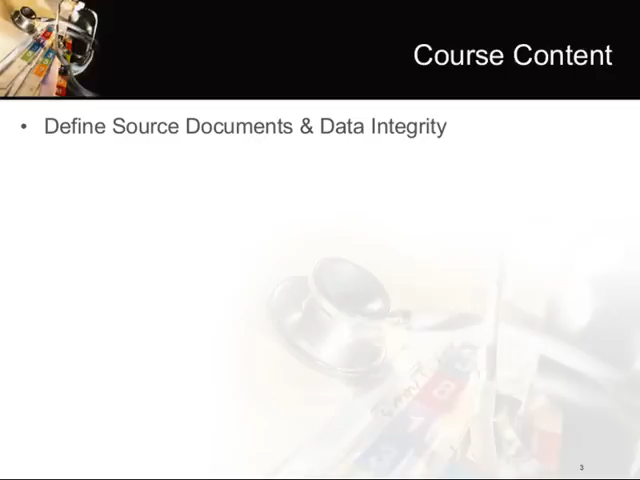 Course Content
• Define Source Documents & Data Integrity
3